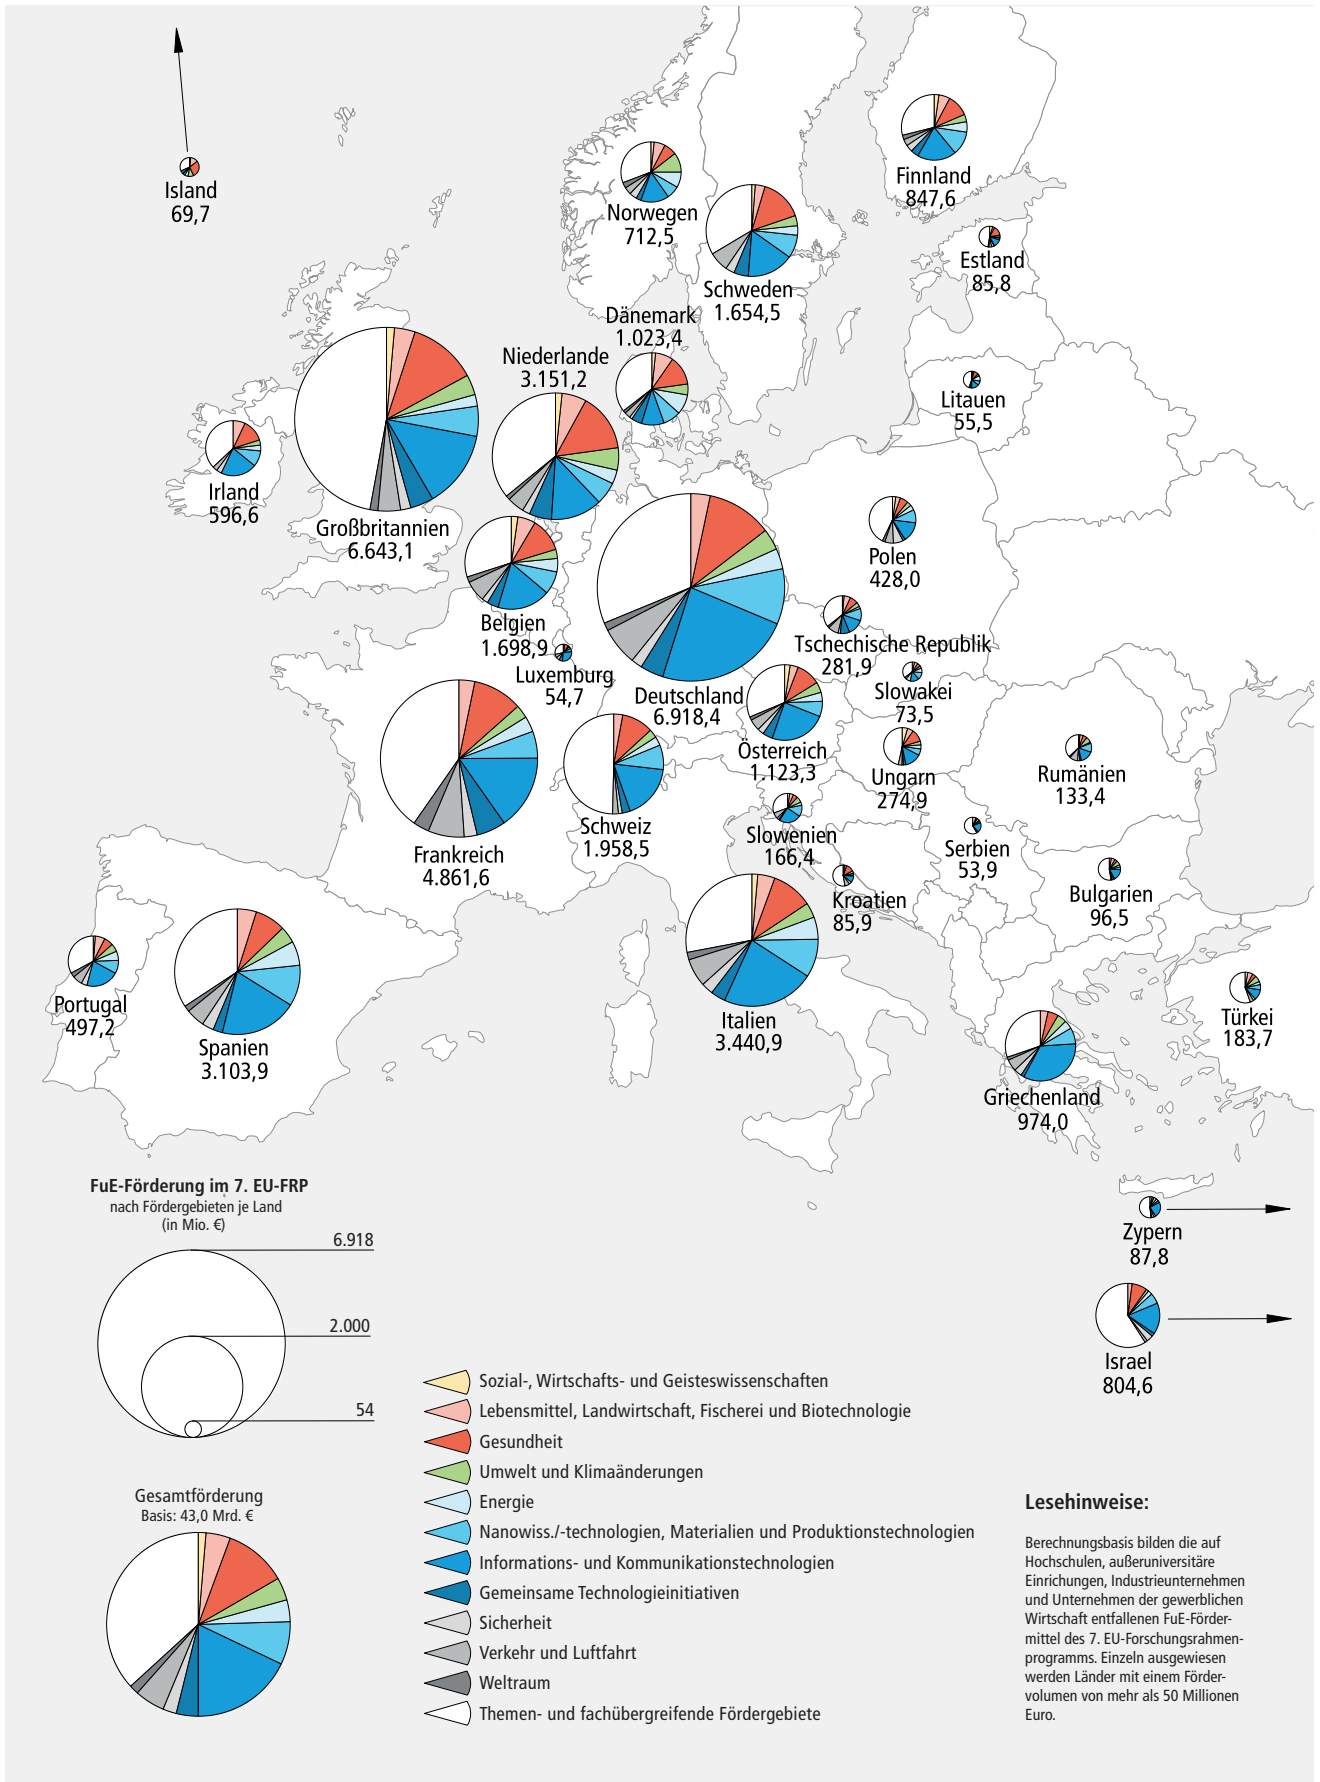 Island
69,7
Norwegen
712,5
Finnland
847,6
Schweden
1.654,5
Estland
85,8
Dänemark
1.023,4
Niederlande
3.151,2
Litauen
55,5
Irland
596,6
Großbritannien
6.643,1
Polen
428,0
Belgien
1.698,9
Luxemburg
54,7
Deutschland
6.918,4
Tschechische Republik
281,9
Slowakei
73,5
Österreich
1.123,3
Ungarn
274,9
Rumänien
133,4
Frankreich
4.861,6
Schweiz
1.958,5
Slowenien
166,4
Serbien
53,9
Kroatien
85,9
Bulgarien
96,5
Portugal
497,2
Spanien
3.103,9
Italien
3.440,9
Türkei
183,7
Griechenland
974,0
Zypern
87,8
Israel
804,6
FuE-Förderung im 7. EU-FRP
nach Fördergebieten je Land
(in Mio. €)
6.918
2.000
54
Gesamtförderung
Basis: 43,0 Mrd. €
Sozial-, Wirtschafts- und Geisteswissenschaften
Lebensmittel, Landwirtschaft, Fischerei und Biotechnologie
Gesundheit
Umwelt und Klimaänderungen
Energie
Nanowiss./-technologien, Materialien und Produktionstechnologien
Informations- und Kommunikationstechnologien
Gemeinsame Technologieinitiativen
Sicherheit
Verkehr und Luftfahrt
Weltraum
Themen- und fachübergreifende Fördergebiete
Lesehinweise:
Berechnungsbasis bilden die auf
Hochschulen, außeruniversitäre
Einrichtungen, Industrieunternehmen
und Unternehmen der gewerblichen
Wirtschaft entfallenen FuE-Förder-
mittel des 7. EU-Forschungsrahmen-
programms. Einzeln ausgewiesen
werden Länder mit einem Förder-
volumen von mehr als 50 Millionen
Euro.